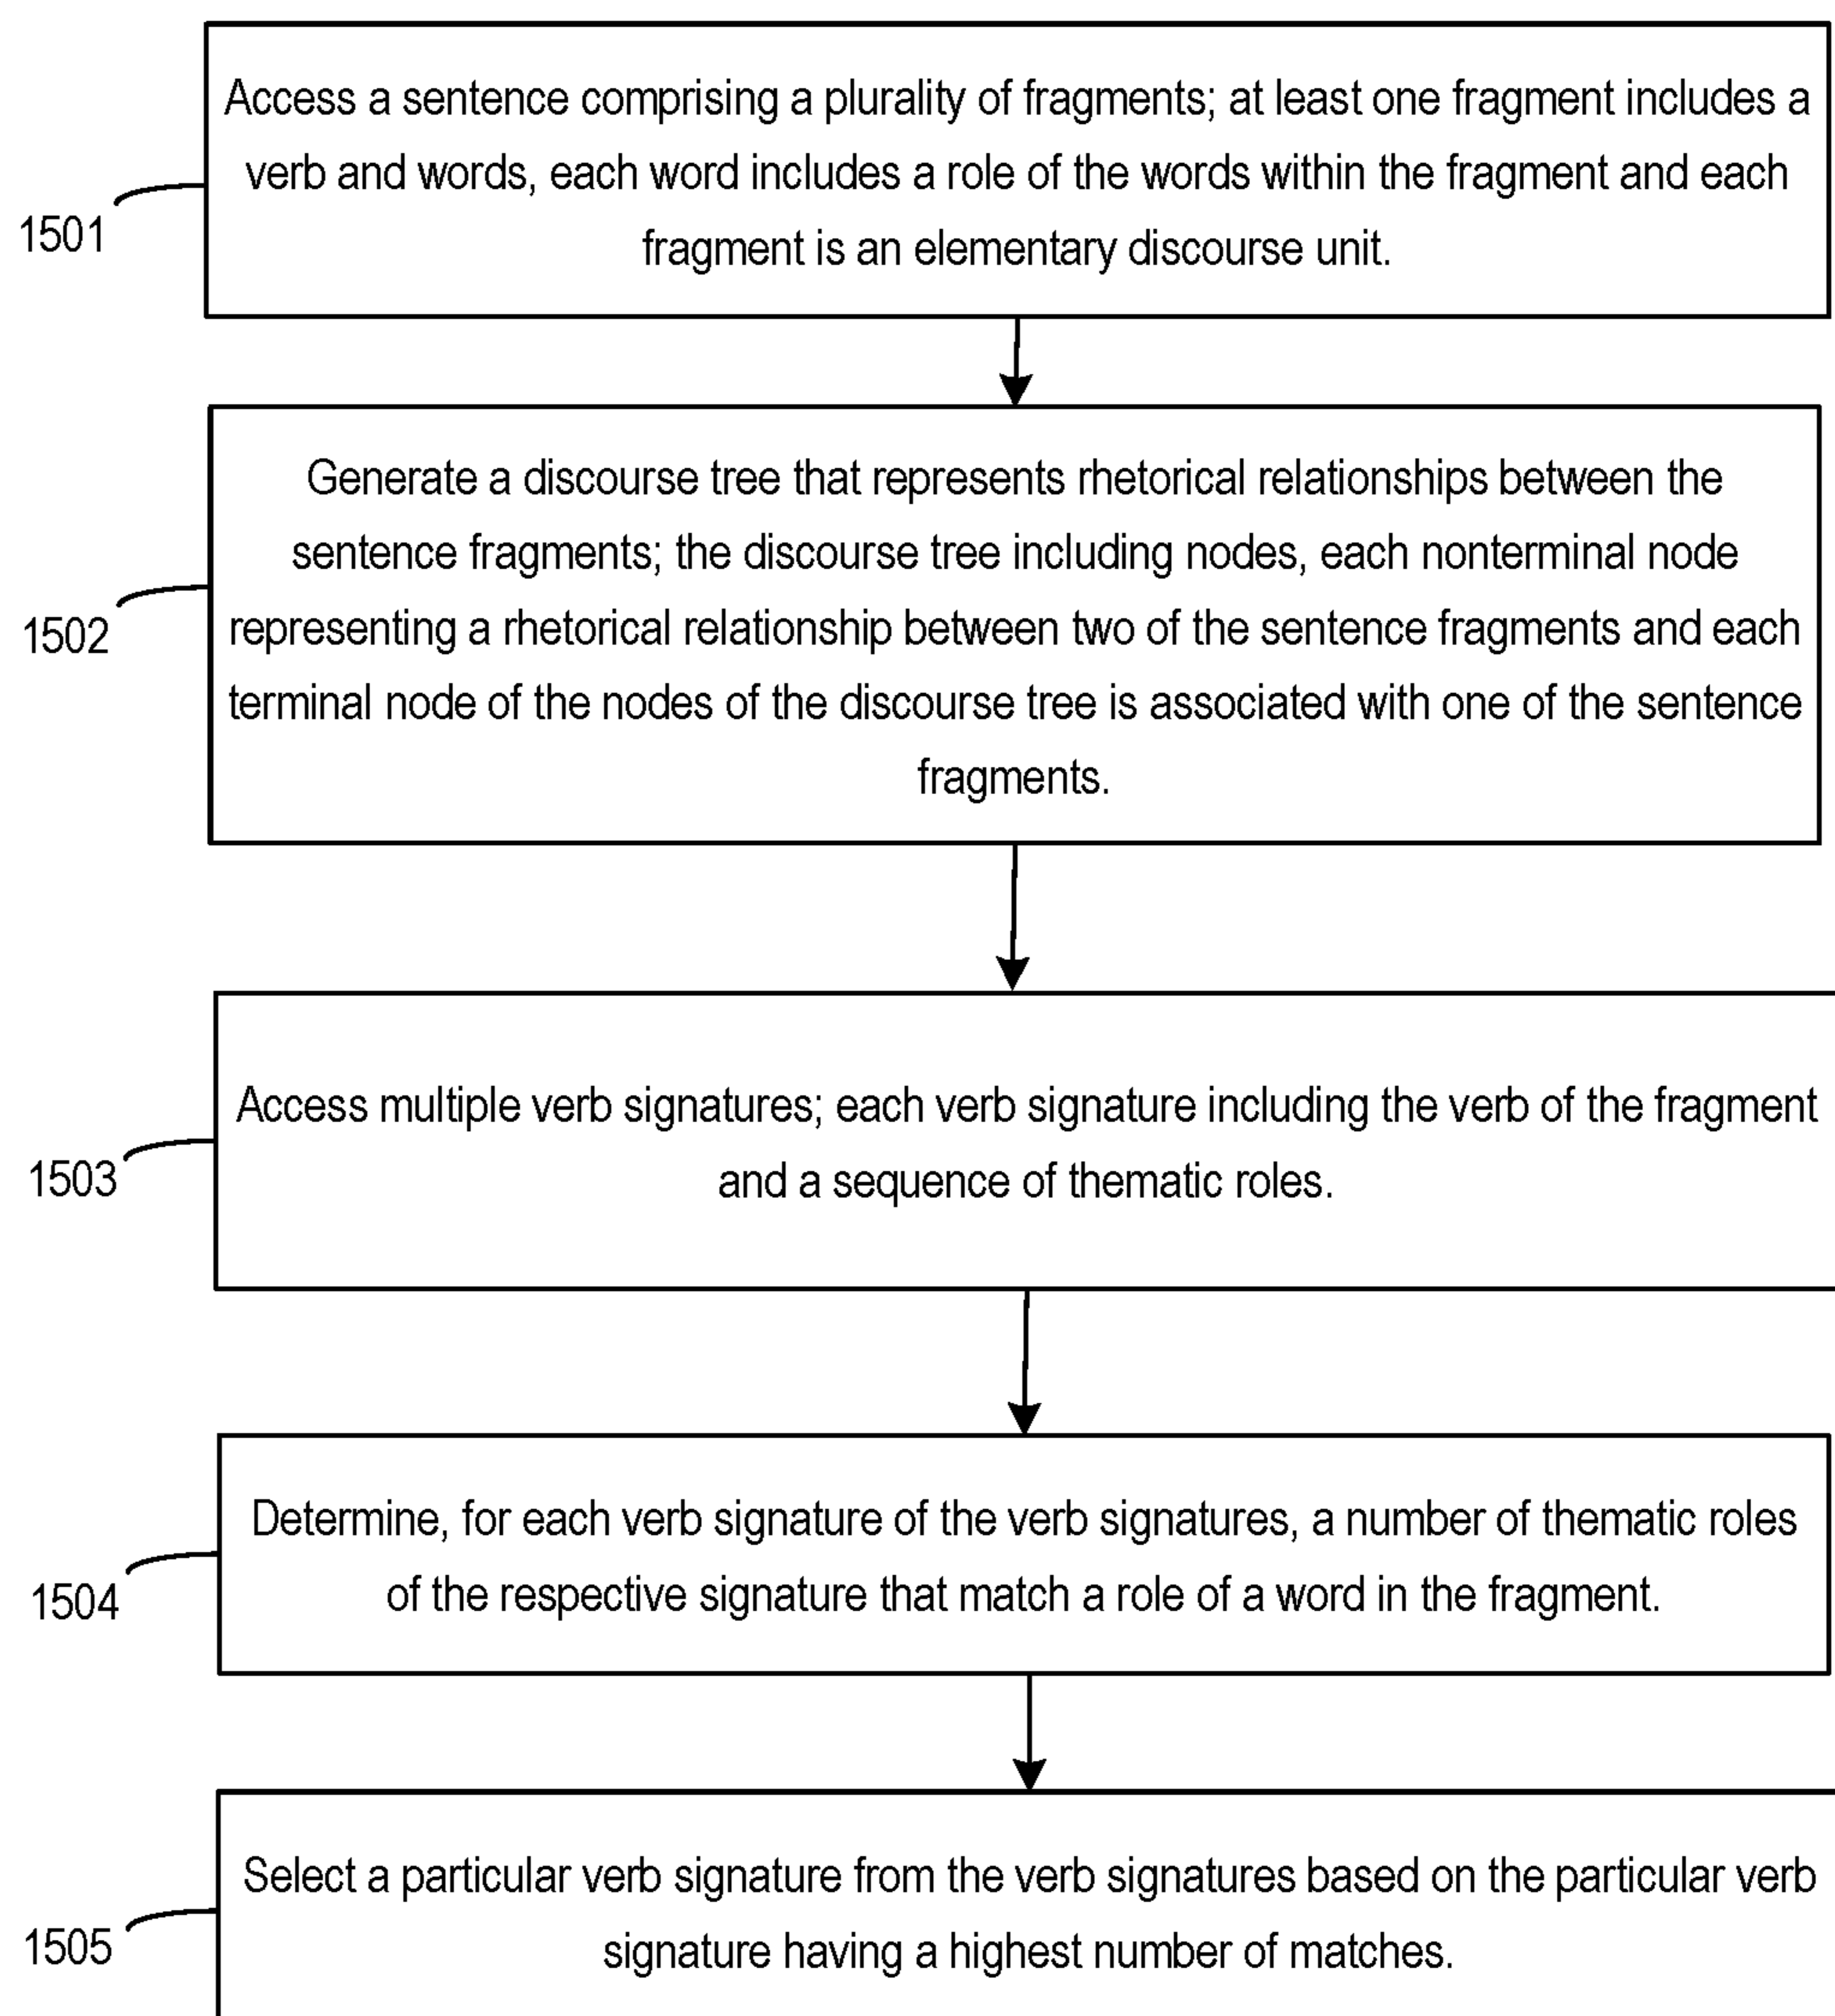 Access a sentence comprising a plurality of fragments; at least one fragment includes a
verb and words, each word includes a role of the words within the fragment and each
fragment is an elementary discourse unit.
1501
Generate a discourse tree that represents rhetorical relationships between the
sentence fragments; the discourse tree including nodes, each nonterminal node
representing a rhetorical relationship between two of the sentence fragments and each
terminal node of the nodes of the discourse tree is associated with one of the sentence
fragments.
1502
Access multiple verb signatures; each verb signature including the verb of the fragment
and a sequence of thematic roles.
1503
Determine, for each verb signature of the verb signatures, a number of thematic roles
of the respective signature that match a role of a word in the fragment.
1504
Select a particular verb signature from the verb signatures based on the particular verb
signature having a highest number of matches.
1505